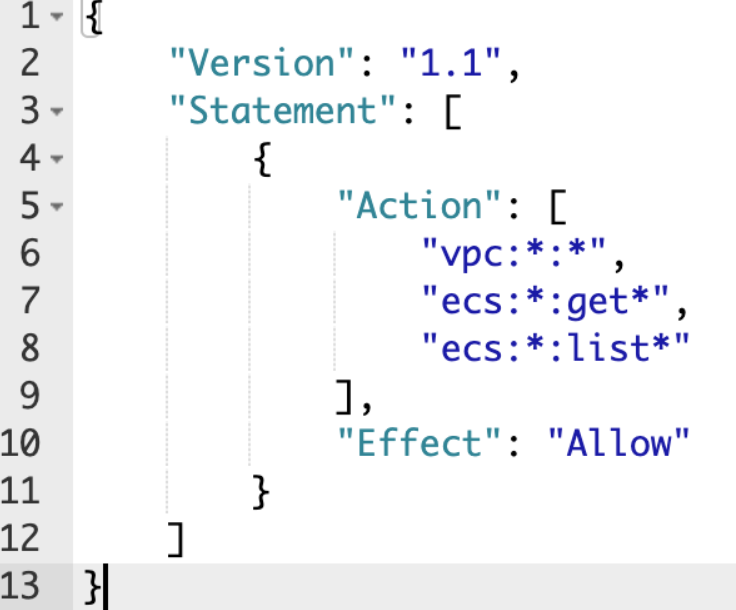 1 {
2 "Version": "1.1",
3 "Statement": [
4 {
5 "Action": [
6 "vpc:*:*",
7 "ecs:*:get*",
8 "ecs:*:list*"
9 ],
10 "Effect": "Allow"
11 }
12 ]
13 }